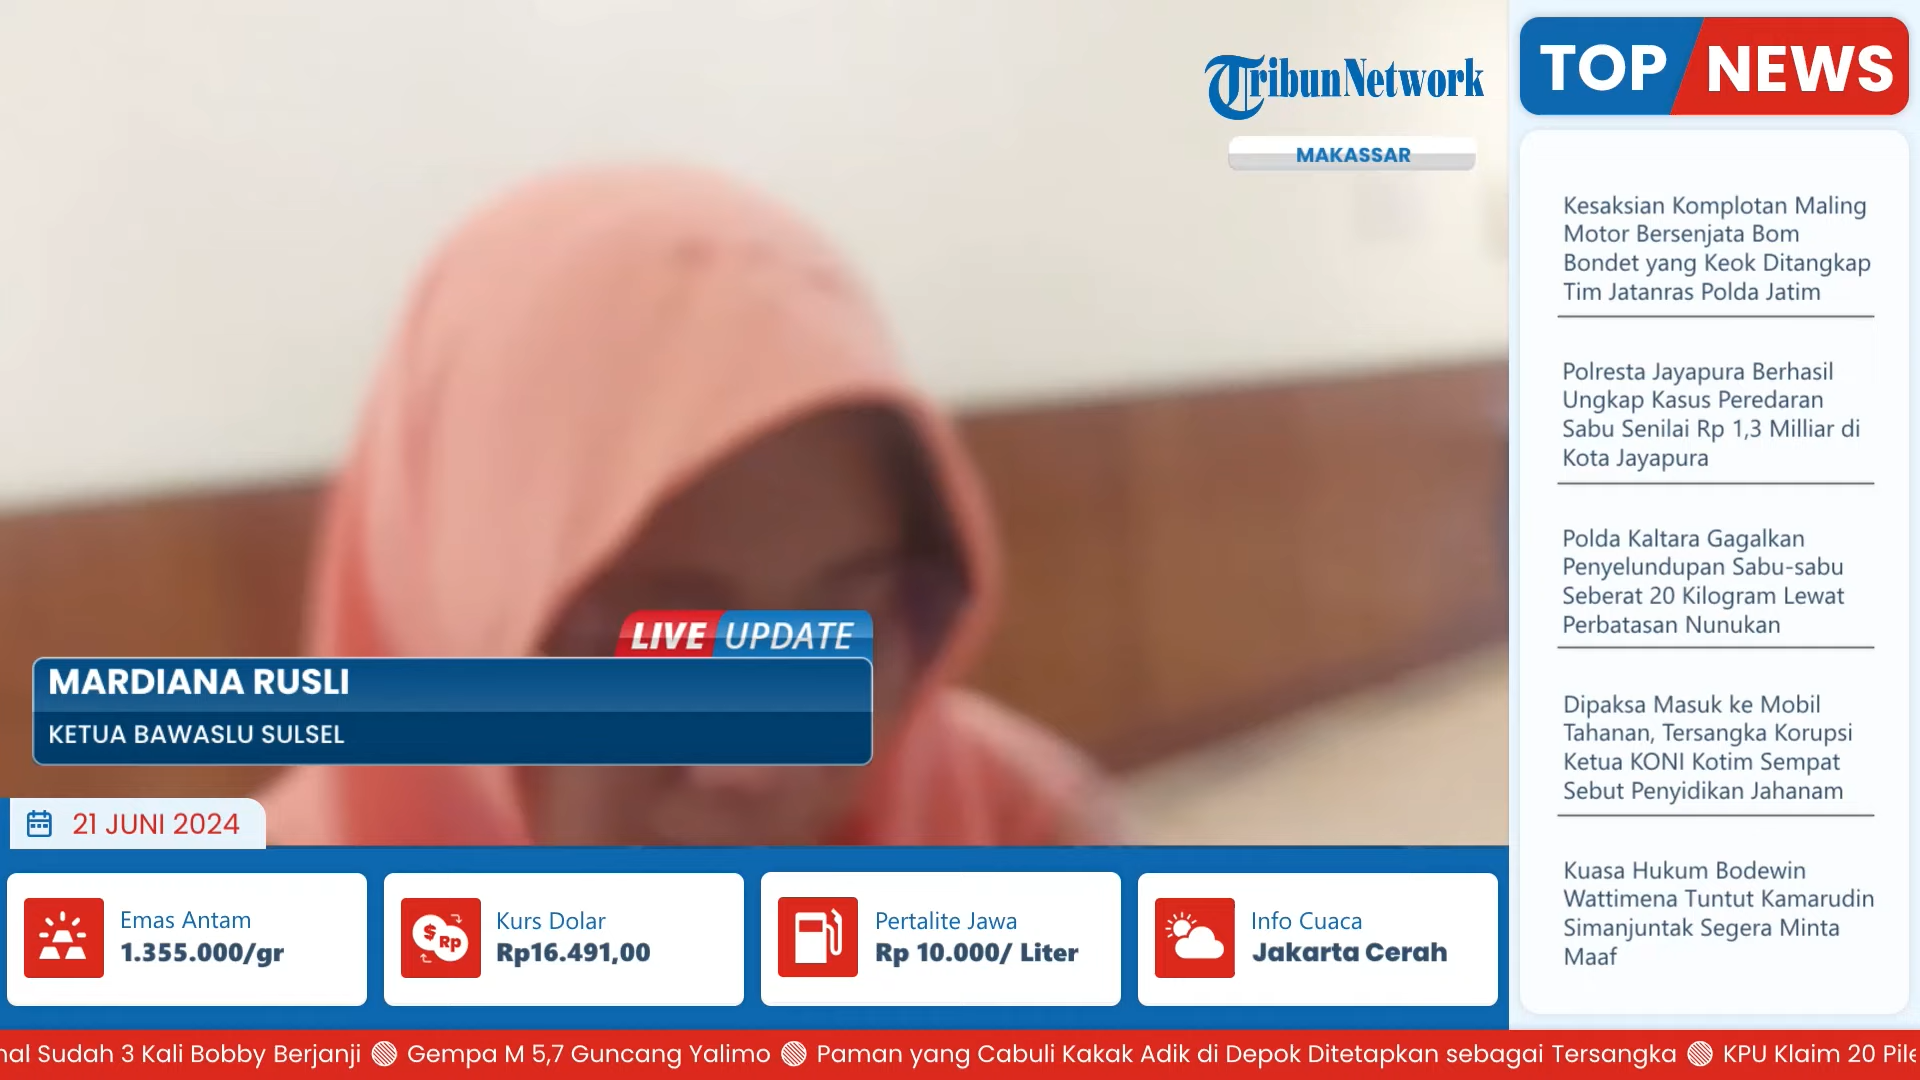 TribunNetwork
MAKASSAR
LIVE UPDATE
MARDIANA RUSLI
KETUA BAWASLU SULSEL
21 JUNI 2024
Emas Antam
1.355.000/gr
Kurs Dolar
Rp16.491,00
Pertalite Jawa
Rp 10.000/ Liter
Info Cuaca
Jakarta Cerah
TOP NEWS
Kesaksian Komplotan Maling
Motor Bersenjata Bom
Bondet yang Keok Ditangkap
Tim Jatanras Polda Jatim
Polresta Jayapura Berhasil
Ungkap Kasus Peredaran
Sabu Senilai Rp 1,3 Milliar di
Kota Jayapura
Polda Kaltara Gagalkan
Penyelundupan Sabu-sabu
Seberat 20 Kilogram Lewat
Perbatasan Nunukan
Dipaksa Masuk ke Mobil
Tahanan, Tersangka Korupsi
Ketua KONI Kotim Sempat
Sebut Penyidikan Jahanam
Kuasa Hukum Bodewin
Wattimena Tuntut Kamarudin
Simanjuntak Segera Minta
Maaf
Sudah 3 Kali Bobby Berjanji Gempa M 5,7 Guncang Yalimo Paman yang Cabuli Kakak Adik di Depok Ditetapkan sebagai Tersangka KPU Klaim 20